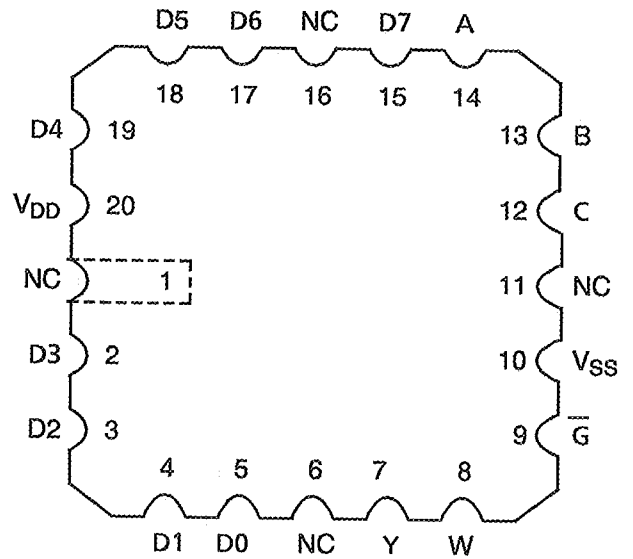 D5 D6 NC D7 A
18 17 16 15 14
D4 19 13 B
VDD 20 12 C
NC 1 11 NC
D3 2 10 VSS
D2 3 9 G̅
4 5 6 7 8
D1 D0 NC Y W